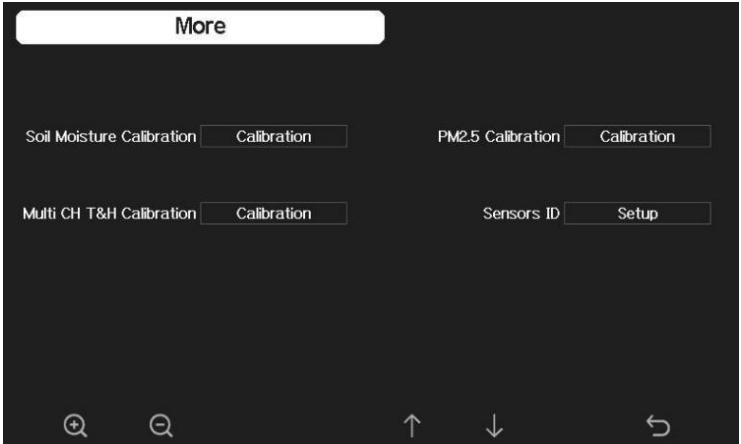 More
Soil Moisture Calibration Calibration PM2.5 Calibration Calibration
Multi CH T&H Calibration Calibration Sensors ID Setup